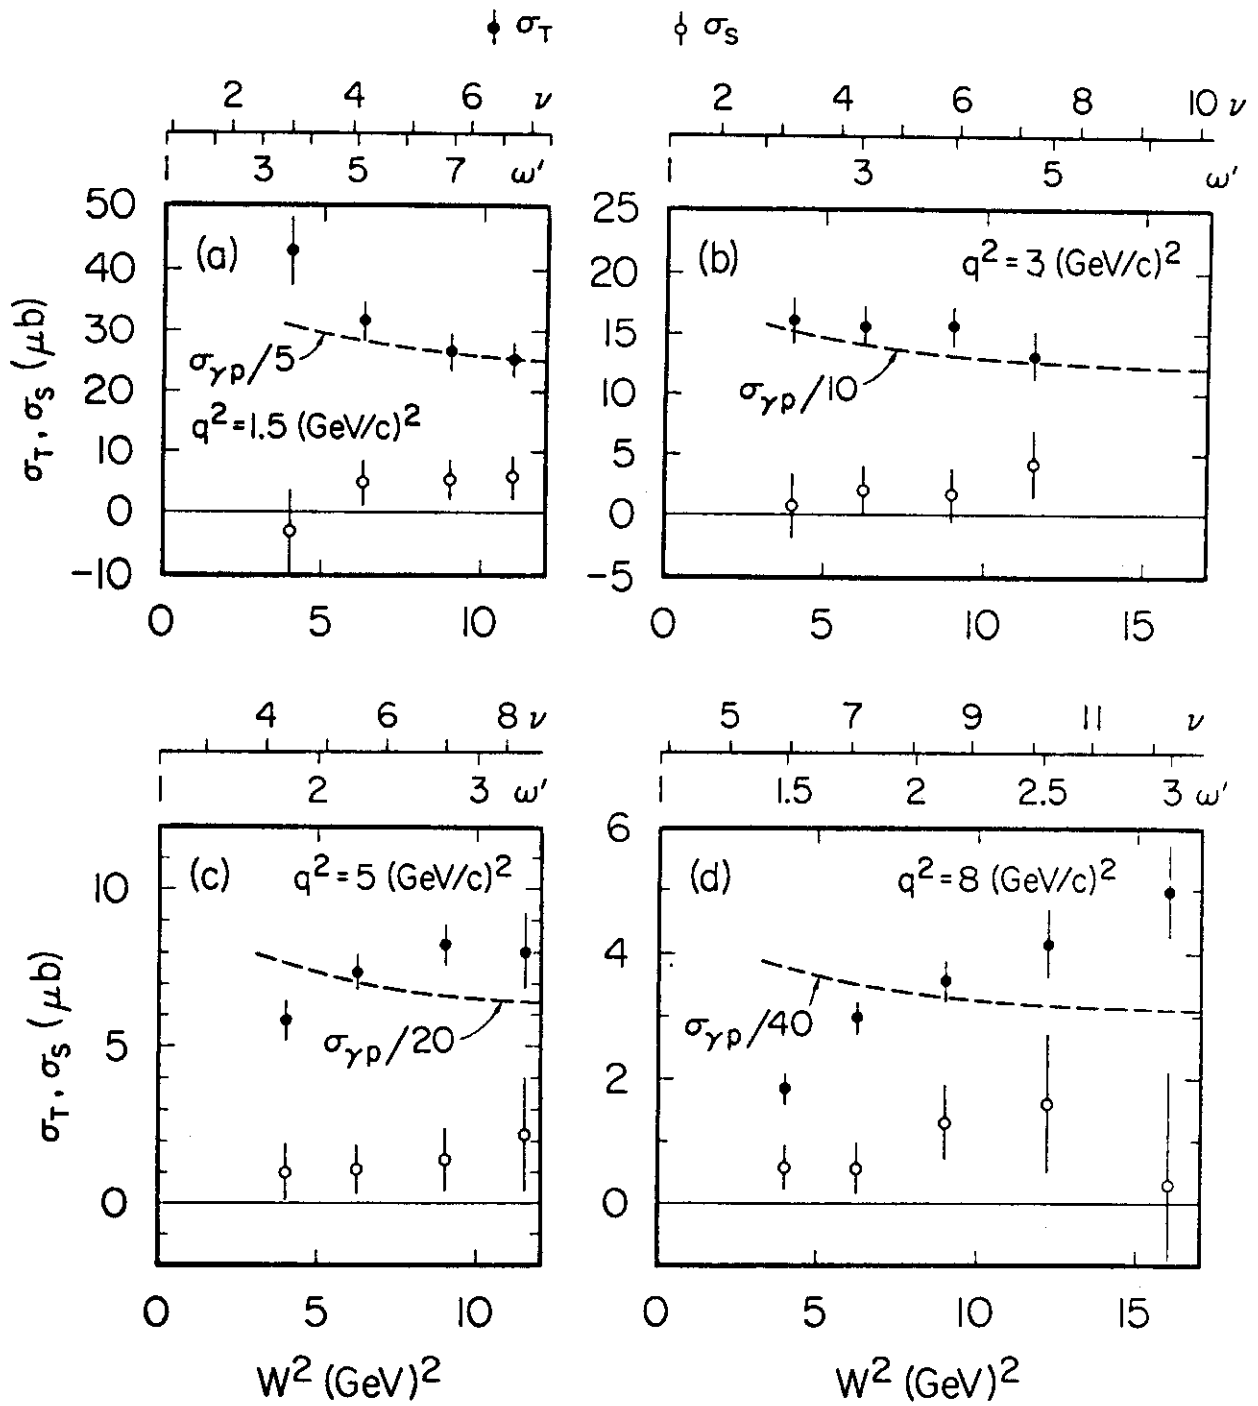 σT σS
2 4 6 ν
1 3 5 7 ω'
2 4 6 8 10 ν
1 3 5 ω'
σT, σS (μb)
50
40
30
20
10
0
-10
(a)
σγp/5
q² = 1.5 (GeV/c)²
0 5 10
25
20
15
10
5
0
-5
(b) q² = 3 (GeV/c)²
σγp/10
0 5 10 15
4 6 8 ν
1 2 3 ω'
5 7 9 11 ν
1 1.5 2 2.5 3 ω'
σT, σS (μb)
10
5
0
(c) q² = 5 (GeV/c)²
σγp/20
0 5 10
W² (GeV)²
6
4
2
0
(d) q² = 8 (GeV/c)²
σγp/40
0 5 10 15
W² (GeV)²